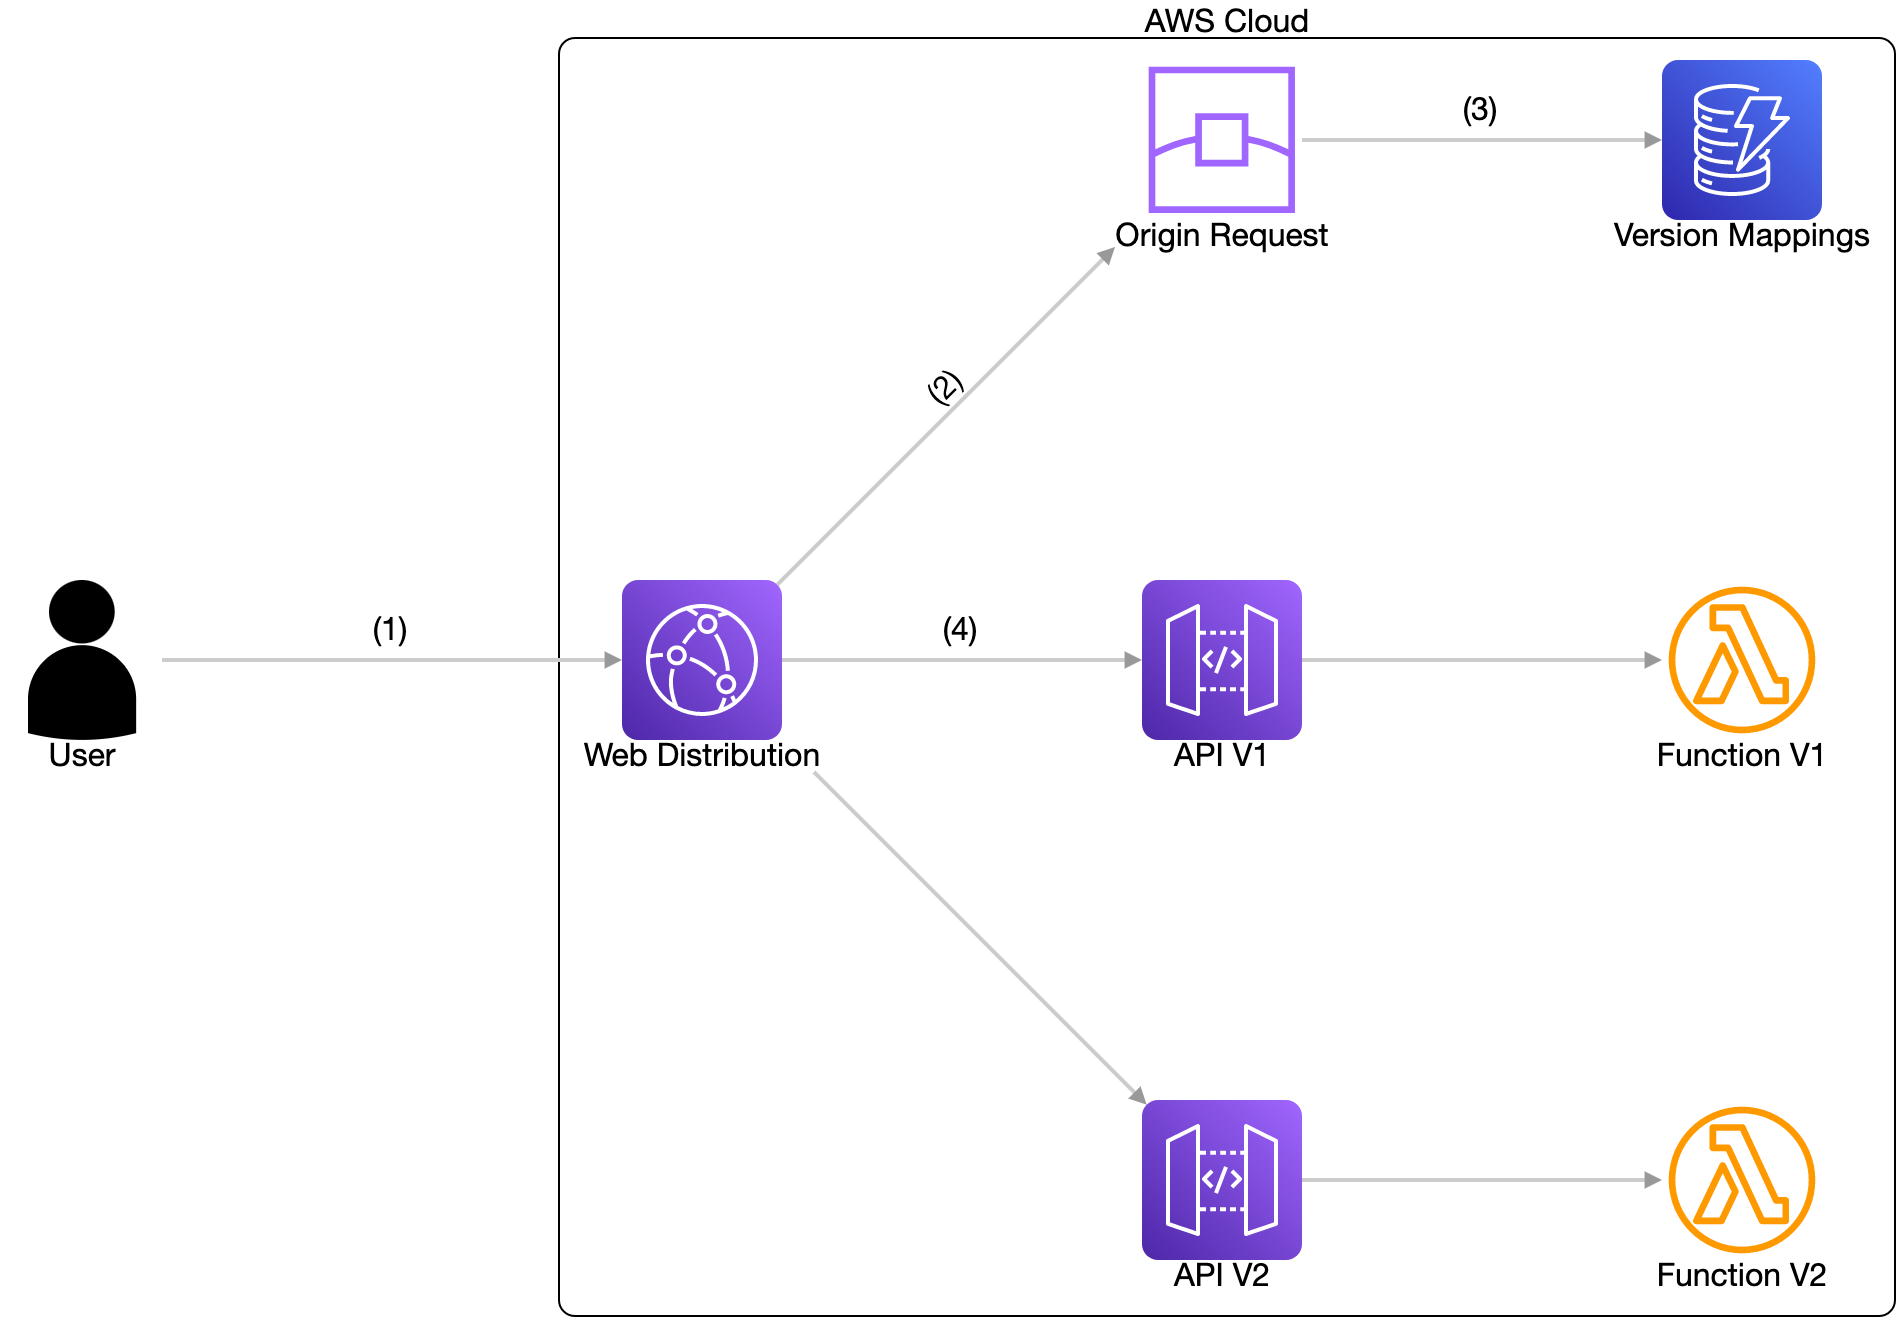 AWS Cloud
(3)
Origin Request
Version Mappings
(2)
(1)
(4)
User
Web Distribution
API V1
Function V1
API V2
Function V2